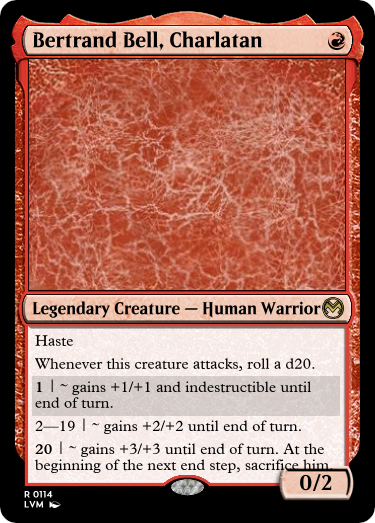 Bertrand Bell, Charlatan
Legendary Creature — Human Warrior
Haste
Whenever this creature attacks, roll a d20.
1 | ~ gains +1/+1 and indestructible until
end of turn.
2—19 | ~ gains +2/+2 until end of turn.
20 | ~ gains +3/+3 until end of turn. At the
beginning of the next end step, sacrifice him.
0/2
R 0114
LVM